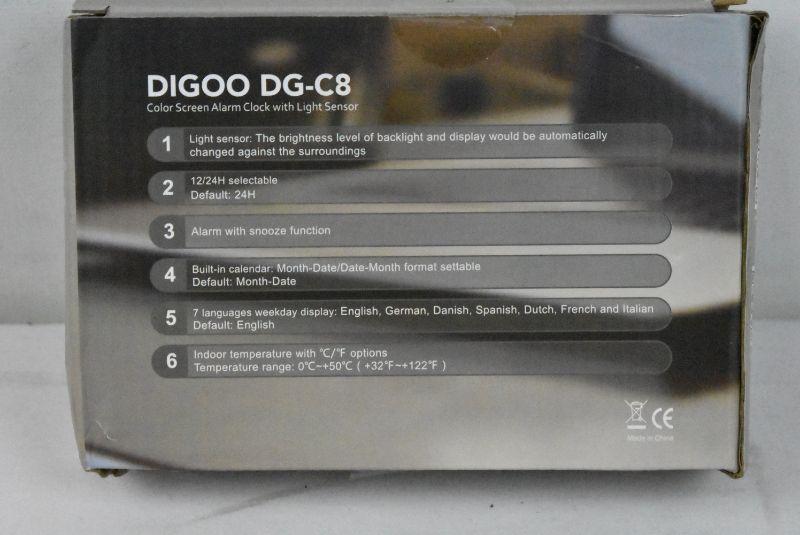 DIGOO DG-C8
Color Screen Alarm Clock with Light Sensor
1 Light sensor: The brightness level of backlight and display would be automatically
changed against the surroundings
2 12/24H selectable
Default: 24H
3 Alarm with snooze function
4 Built-in calendar: Month-Date/Date-Month format settable
Default: Month-Date
5 7 languages weekday display: English, German, Danish, Spanish, Dutch, French and Italian
Default: English
6 Indoor temperature with ℃/℉ options
Temperature range: 0℃~+50℃ ( +32℉~+122℉ )
CE
Made in China